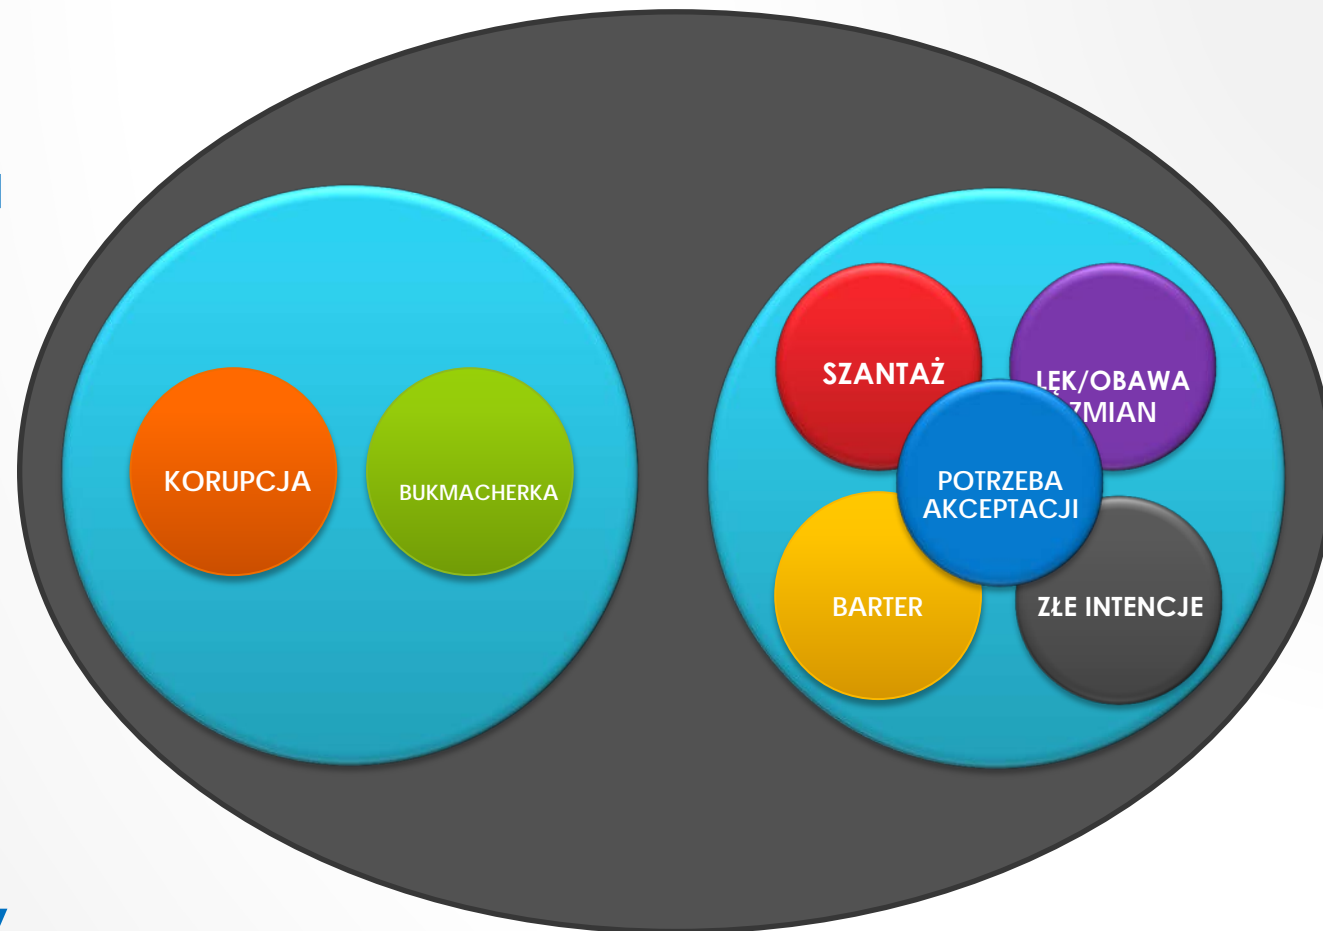 KORUPCJA
BUKMACHERKA
SZANTAŻ
LĘK/OBAWA
ZMIAN
POTRZEBA
AKCEPTACJI
BARTER
ZŁE INTENCJE